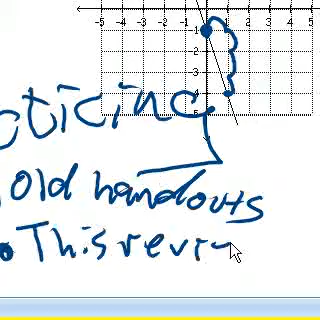 -5 -4 -3 -2 -1 1 2 3 4 5
-1
-2
-3
-4
-5
cticing
Old handouts
• This revi